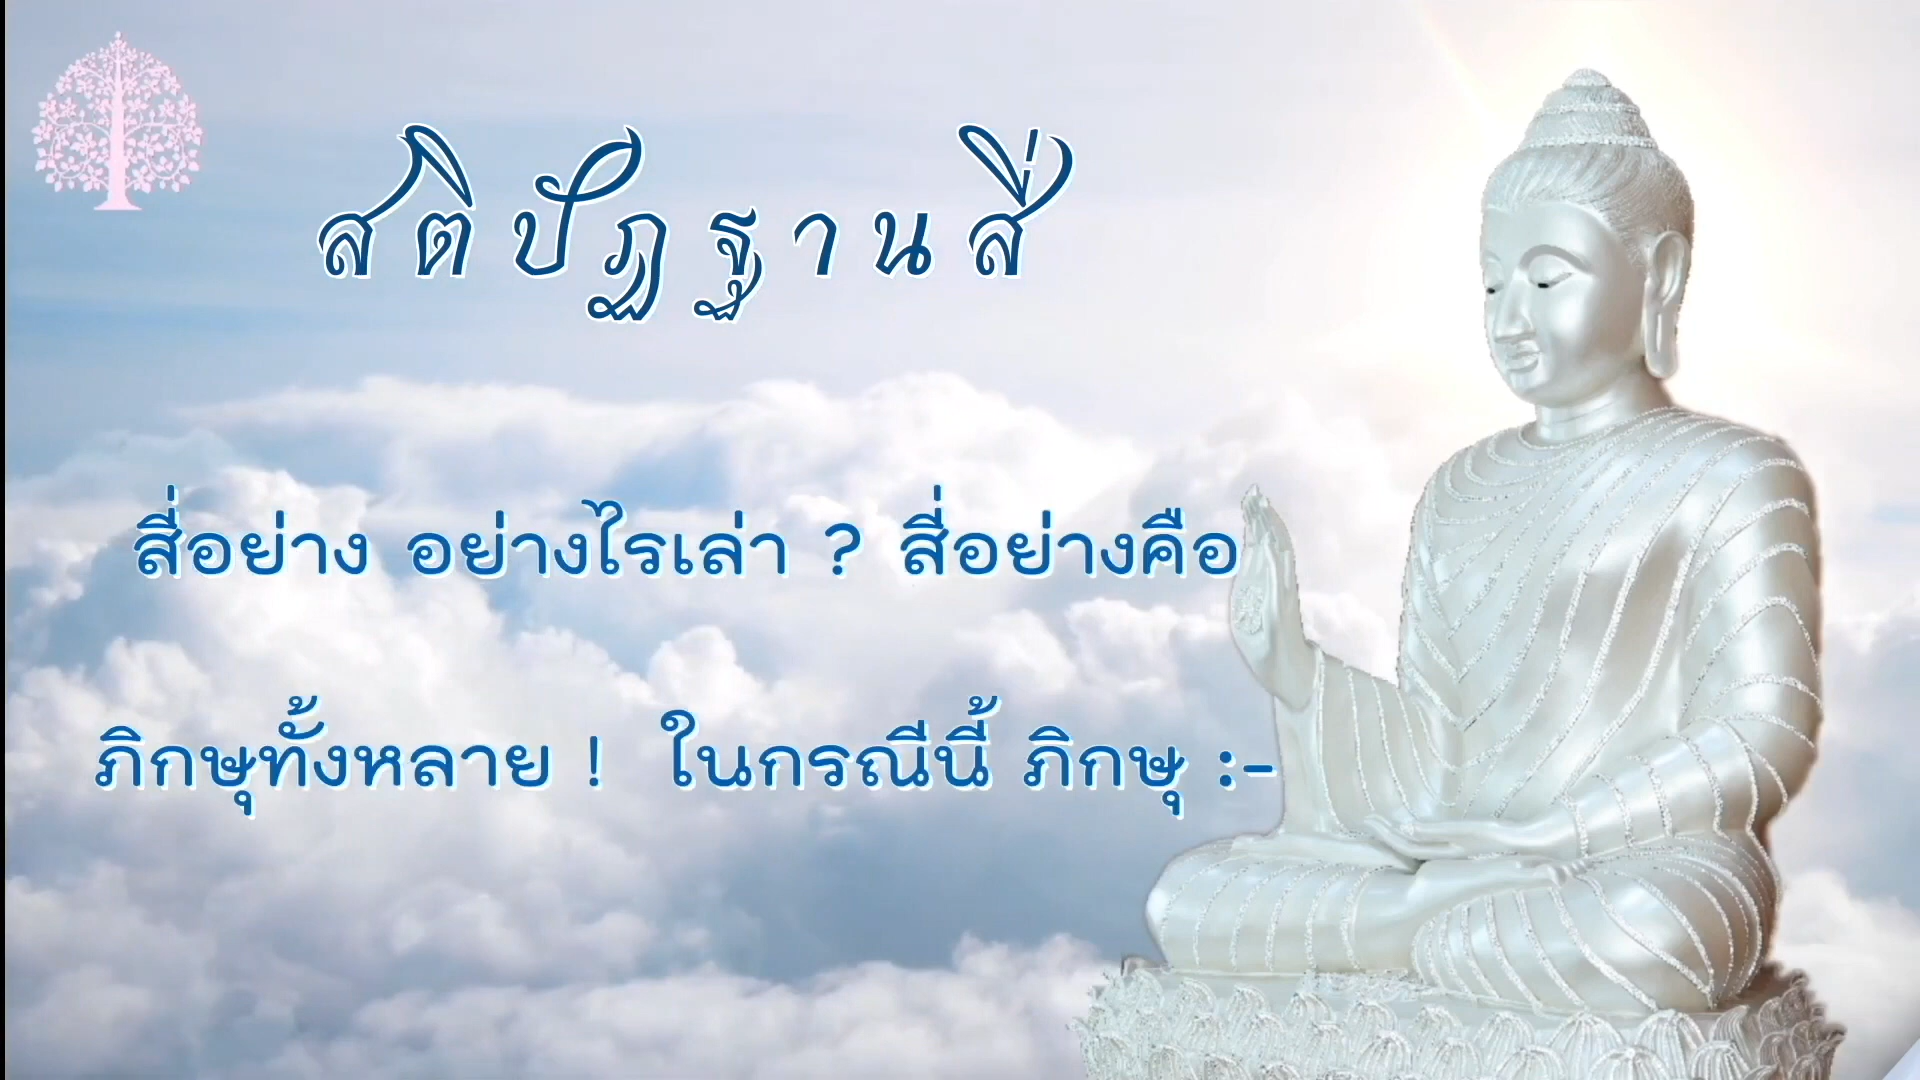 สติปัฏฐานสี่
สี่อย่าง อย่างไรเล่า ? สี่อย่างคือ
ภิกษุทั้งหลาย ! ในกรณีนี้ ภิกษุ :-